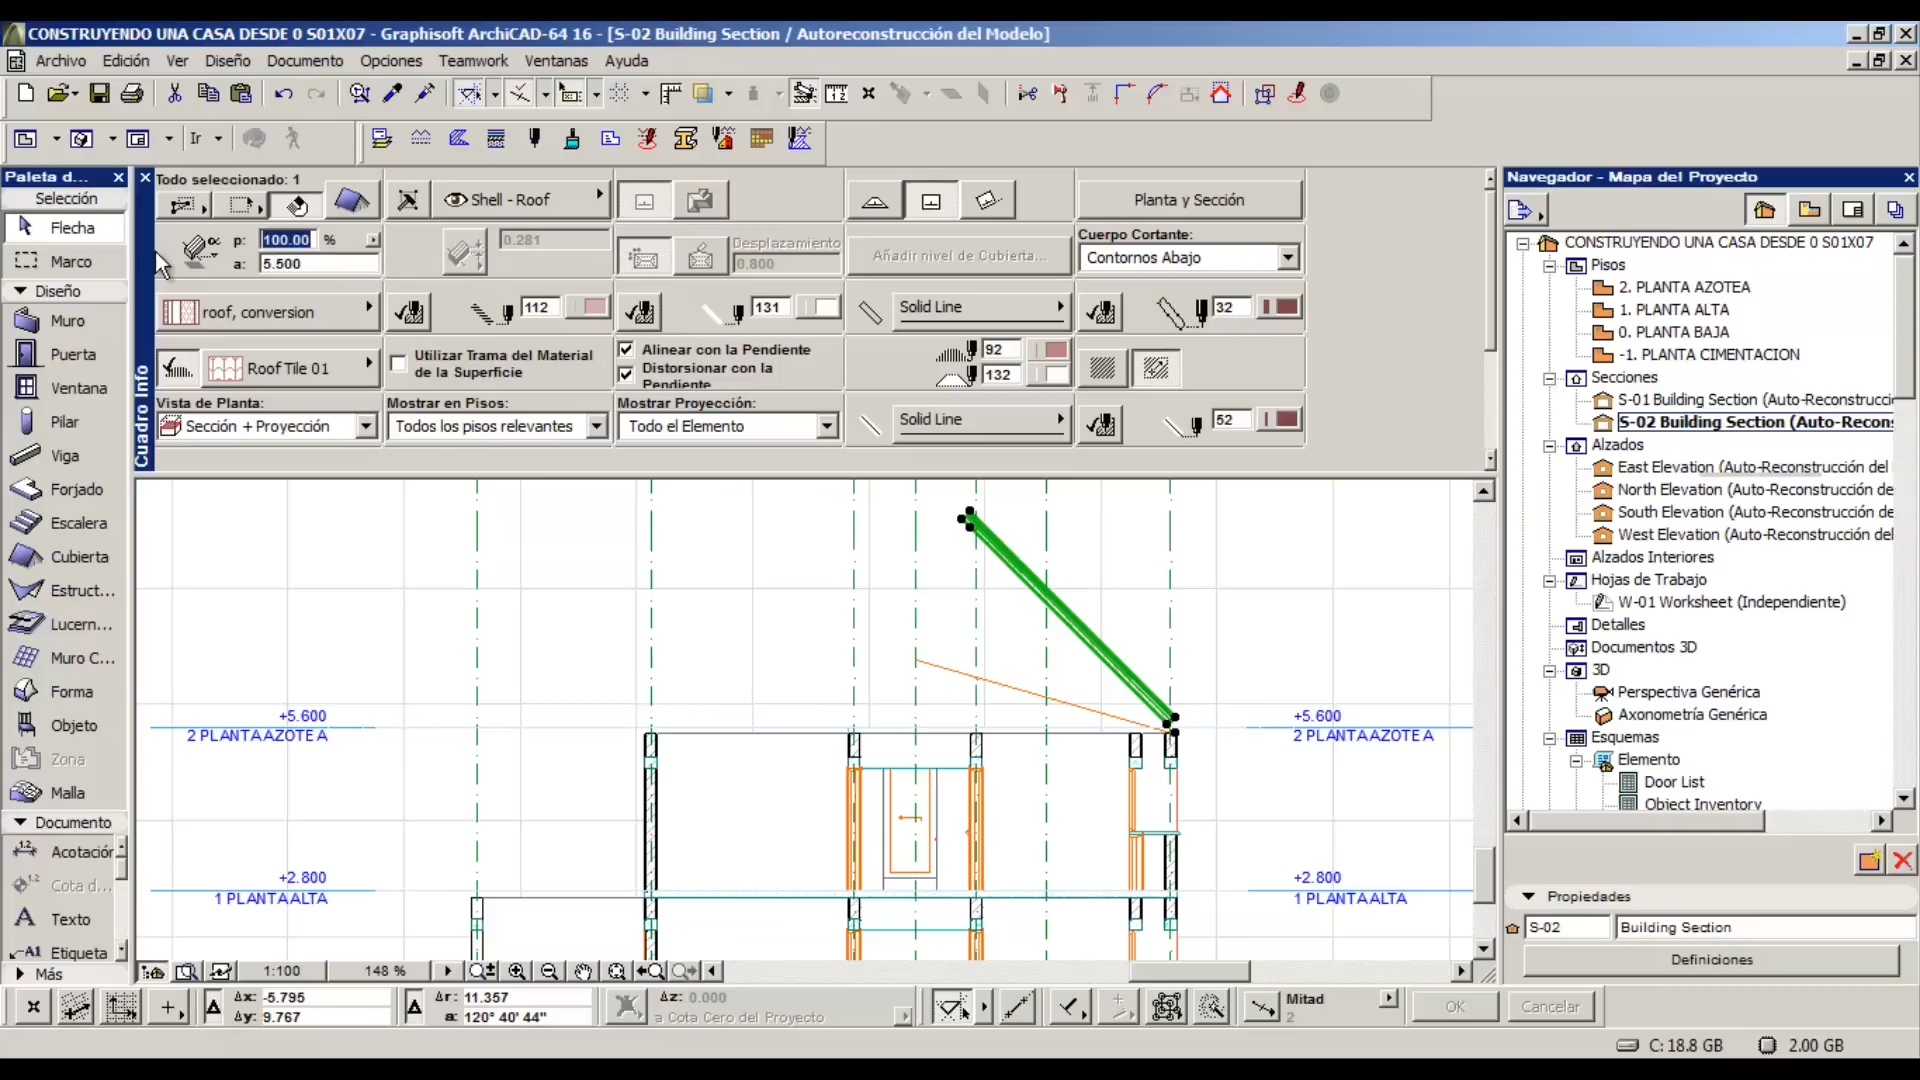 CONSTRUYENDO UNA CASA DESDE 0 S01X07 - Graphisoft ArchiCAD-64 16 - [S-02 Building Section / Autoreconstrucción del Modelo]
Archivo Edición Ver Diseño Documento Opciones Teamwork Ventanas Ayuda
Ir
Paleta d...
Selección
Flecha
Marco
Diseño
Muro
Puerta
Ventana
Pilar
Viga
Forjado
Escalera
Cubierta
Estruct...
Lucern...
Muro C...
Forma
Objeto
Zona
Malla
Documento
Acotación
Cota d...
Texto
Etiqueta
Más
Cuadro Info
Todo seleccionado: 1
Shell - Roof
Planta y Sección
p: 100.00 %
a: 5.500
0.281
Desplazamiento
0.800
Añadir nivel de Cubierta...
Cuerpo Cortante:
Contornos Abajo
roof, conversion
112
131
Solid Line
32
Roof Tile 01
Utilizar Trama del Material de la Superficie
Alinear con la Pendiente
Distorsionar con la Pendiente
92
132
Vista de Planta:
Sección + Proyección
Mostrar en Pisos:
Todos los pisos relevantes
Mostrar Proyección:
Todo el Elemento
Solid Line
52
+5.600
2 PLANTA AZOTEA
+5.600
2 PLANTA AZOTEA
+2.800
1 PLANTA ALTA
+2.800
1 PLANTA ALTA
1:100
148 %
Δx: -5.795
Δy: 9.767
Δr: 11.357
a: 120° 40' 44"
Δz: 0.000
a Cota Cero del Proyecto
Mitad
2
OK
Cancelar
Navegador - Mapa del Proyecto
CONSTRUYENDO UNA CASA DESDE 0 S01X07
Pisos
2. PLANTA AZOTEA
1. PLANTA ALTA
0. PLANTA BAJA
-1. PLANTA CIMENTACION
Secciones
S-01 Building Section (Auto-Reconstrucci
S-02 Building Section (Auto-Recons
Alzados
East Elevation (Auto-Reconstrucción del
North Elevation (Auto-Reconstrucción de
South Elevation (Auto-Reconstrucción de
West Elevation (Auto-Reconstrucción del
Alzados Interiores
Hojas de Trabajo
W-01 Worksheet (Independiente)
Detalles
Documentos 3D
3D
Perspectiva Genérica
Axonometría Genérica
Esquemas
Elemento
Door List
Object Inventory
Propiedades
S-02
Building Section
Definiciones
C: 18.8 GB
2.00 GB